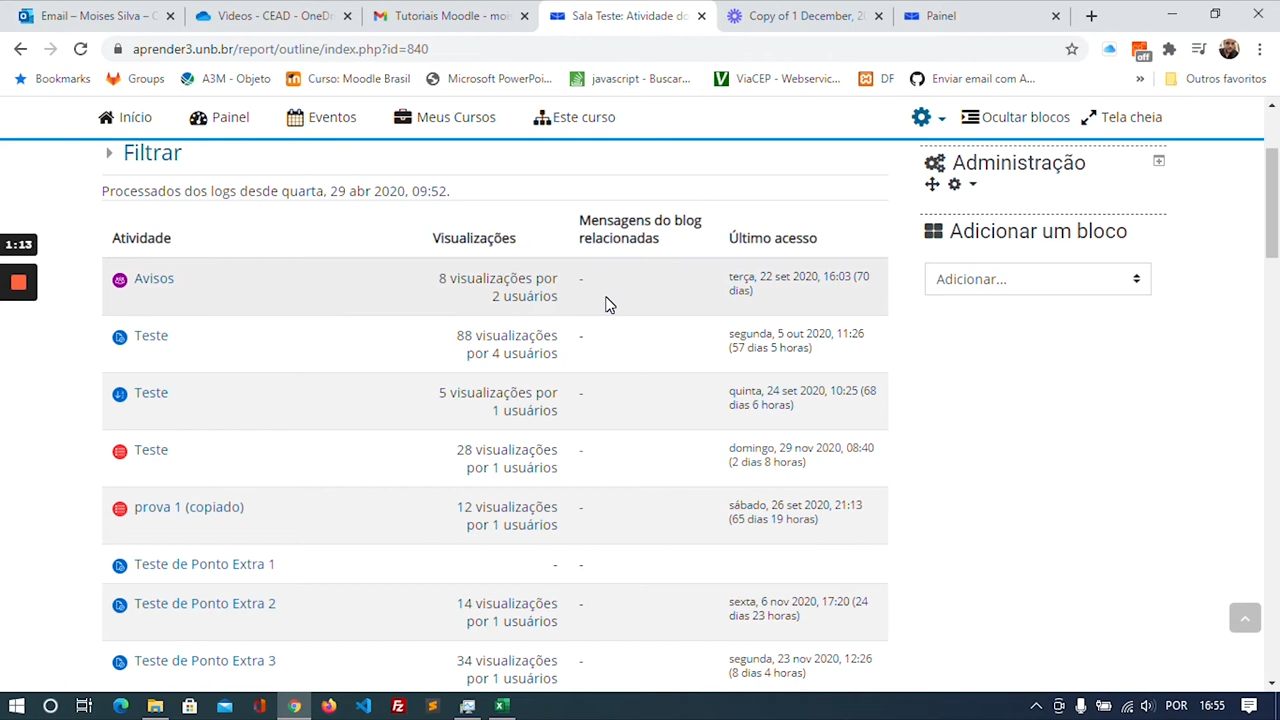 Email – Moises Silva – C
Videos - CEAD - OneD
Tutoriais Moodle - mois
Sala Teste: Atividade do
Copy of 1 December, 2
Painel
aprender3.unb.br/report/outline/index.php?id=840
off
Bookmarks
Groups
A3M - Objeto
Curso: Moodle Brasil
Microsoft PowerPoi...
javascript - Buscar...
ViaCEP - Webservic...
DF
Enviar email com A...
»
Outros favoritos
Início
Painel
Eventos
Meus Cursos
Este curso
Ocultar blocos
Tela cheia
Filtrar
Administração
Processados dos logs desde quarta, 29 abr 2020, 09:52.
Adicionar um bloco
Adicionar...
1:13
Atividade
Visualizações
Mensagens do blog
relacionadas
Último acesso
Avisos
8 visualizações por
2 usuários
-
terça, 22 set 2020, 16:03 (70
dias)
Teste
88 visualizações
por 4 usuários
-
segunda, 5 out 2020, 11:26
(57 dias 5 horas)
Teste
5 visualizações por
1 usuários
-
quinta, 24 set 2020, 10:25 (68
dias 6 horas)
Teste
28 visualizações
por 1 usuários
-
domingo, 29 nov 2020, 08:40
(2 dias 8 horas)
prova 1 (copiado)
12 visualizações
por 1 usuários
-
sábado, 26 set 2020, 21:13
(65 dias 19 horas)
Teste de Ponto Extra 1
-
-
Teste de Ponto Extra 2
14 visualizações
por 1 usuários
-
sexta, 6 nov 2020, 17:20 (24
dias 23 horas)
Teste de Ponto Extra 3
34 visualizações
por 1 usuários
-
segunda, 23 nov 2020, 12:26
(8 dias 4 horas)
POR
16:55